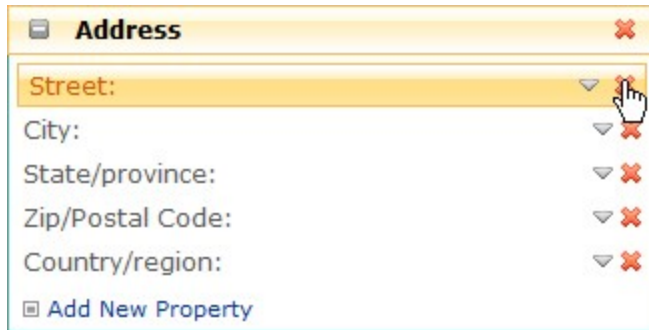 Address
Street:
City:
State/province:
Zip/Postal Code:
Country/region:
Add New Property